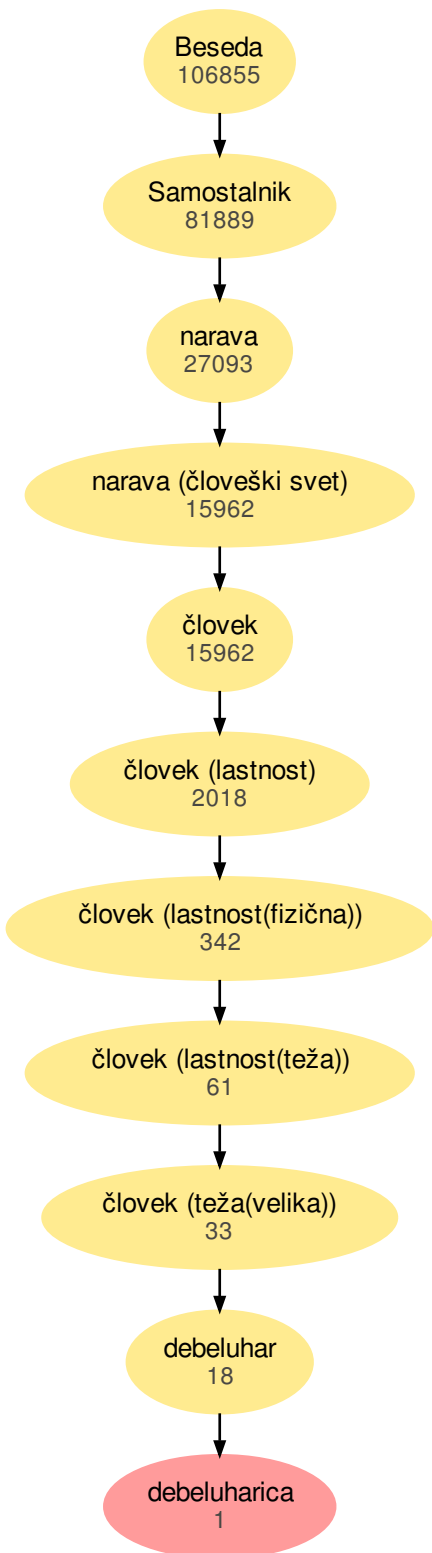 Beseda
106855
Samostalnik
81889
narava
27093
narava (človeški svet)
15962
človek
15962
človek (lastnost)
2018
človek (lastnost(fizična))
342
človek (lastnost(teža))
61
človek (teža(velika))
33
debeluhar
18
debeluharica
1